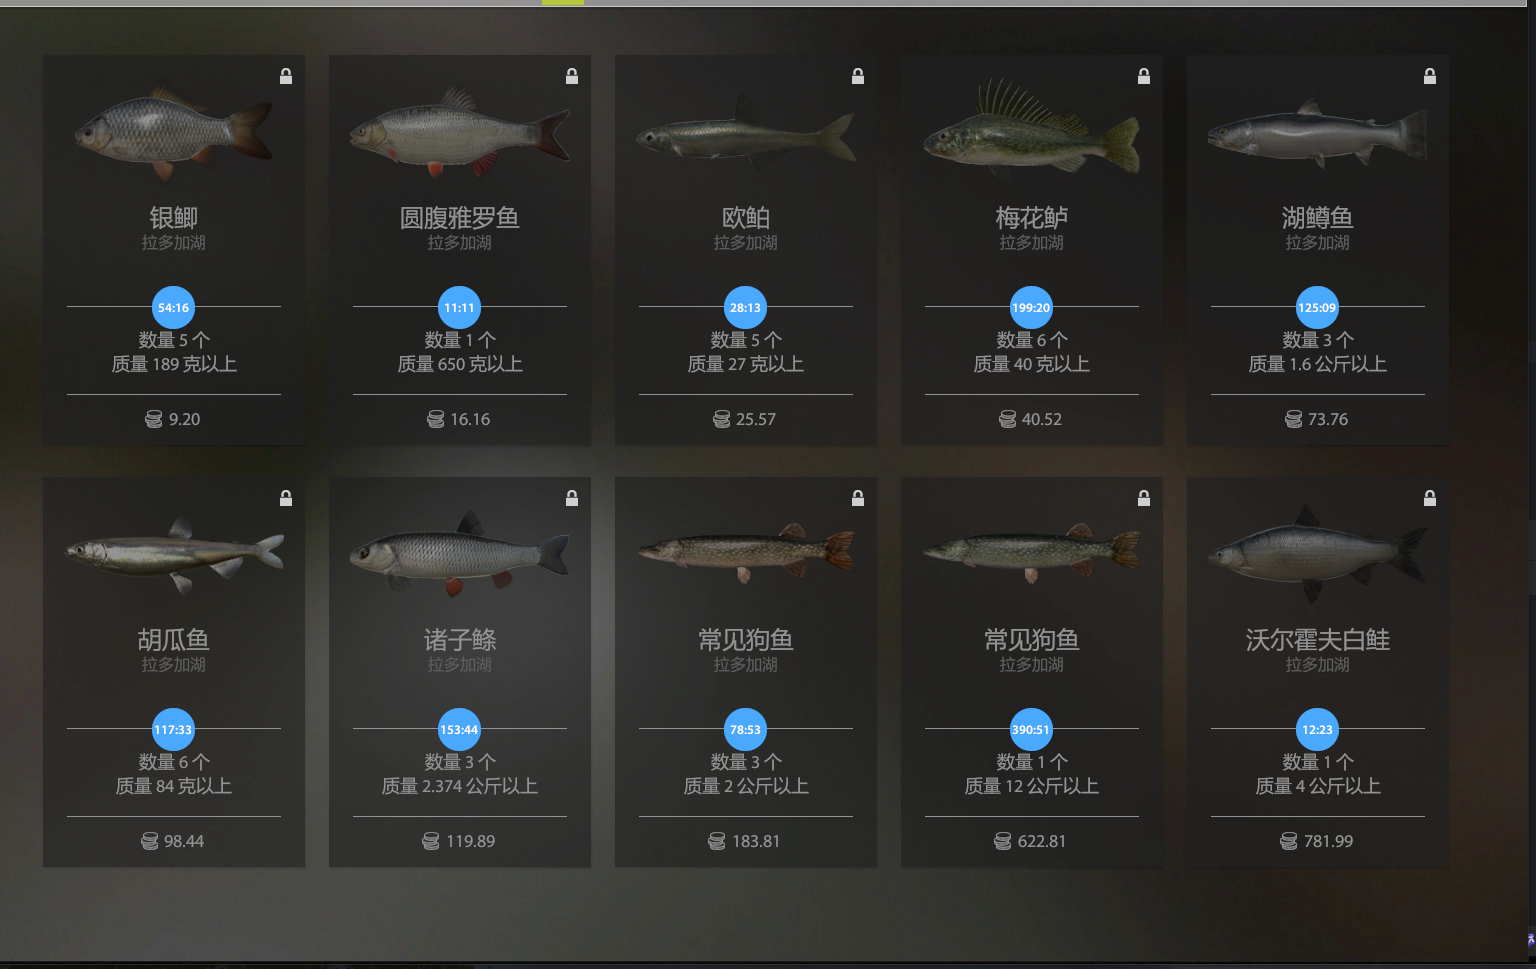 银鲫
拉多加湖
54:16
数量 5 个
质量 189 克以上
9.20
圆腹雅罗鱼
拉多加湖
11:11
数量 1 个
质量 650 克以上
16.16
欧鲌
拉多加湖
28:13
数量 5 个
质量 27 克以上
25.57
梅花鲈
拉多加湖
199:20
数量 6 个
质量 40 克以上
40.52
湖鳟鱼
拉多加湖
125:09
数量 3 个
质量 1.6 公斤以上
73.76
胡瓜鱼
拉多加湖
117:33
数量 6 个
质量 84 克以上
98.44
诸子鲦
拉多加湖
153:44
数量 3 个
质量 2.374 公斤以上
119.89
常见狗鱼
拉多加湖
78:53
数量 3 个
质量 2 公斤以上
183.81
常见狗鱼
拉多加湖
390:51
数量 1 个
质量 12 公斤以上
622.81
沃尔霍夫白鲑
拉多加湖
12:23
数量 1 个
质量 4 公斤以上
781.99